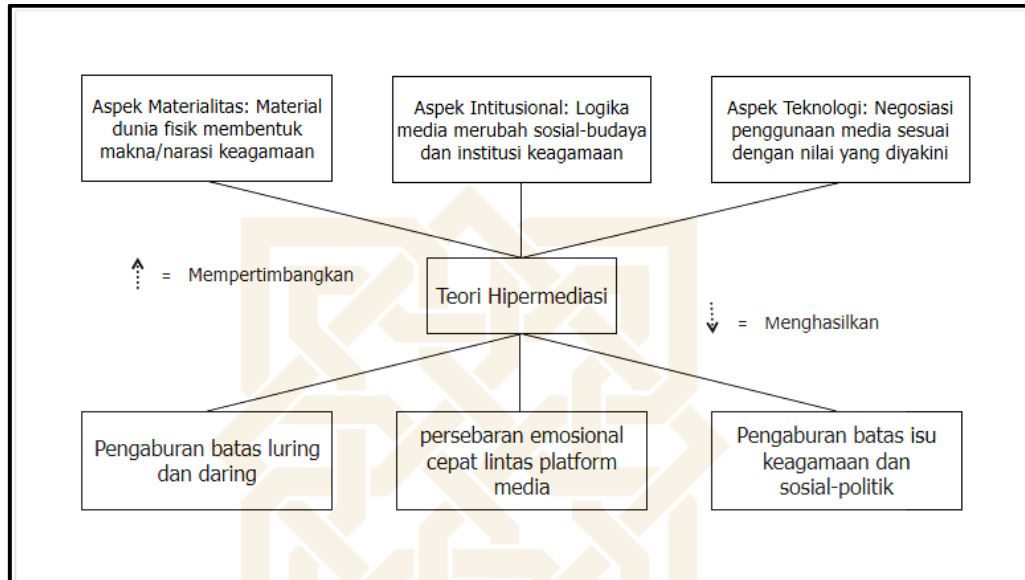 Aspek Materialitas: Material
dunia fisik membentuk
makna/narasi keagamaan
Aspek Intitusional: Logika
media merubah sosial-budaya
dan institusi keagamaan
Aspek Teknologi: Negosiasi
penggunaan media sesuai
dengan nilai yang diyakini
= Mempertimbangkan
Teori Hipermediasi
= Menghasilkan
Pengaburan batas luring
dan daring
persebaran emosional
cepat lintas platform
media
Pengaburan batas isu
keagamaan dan
sosial-politik